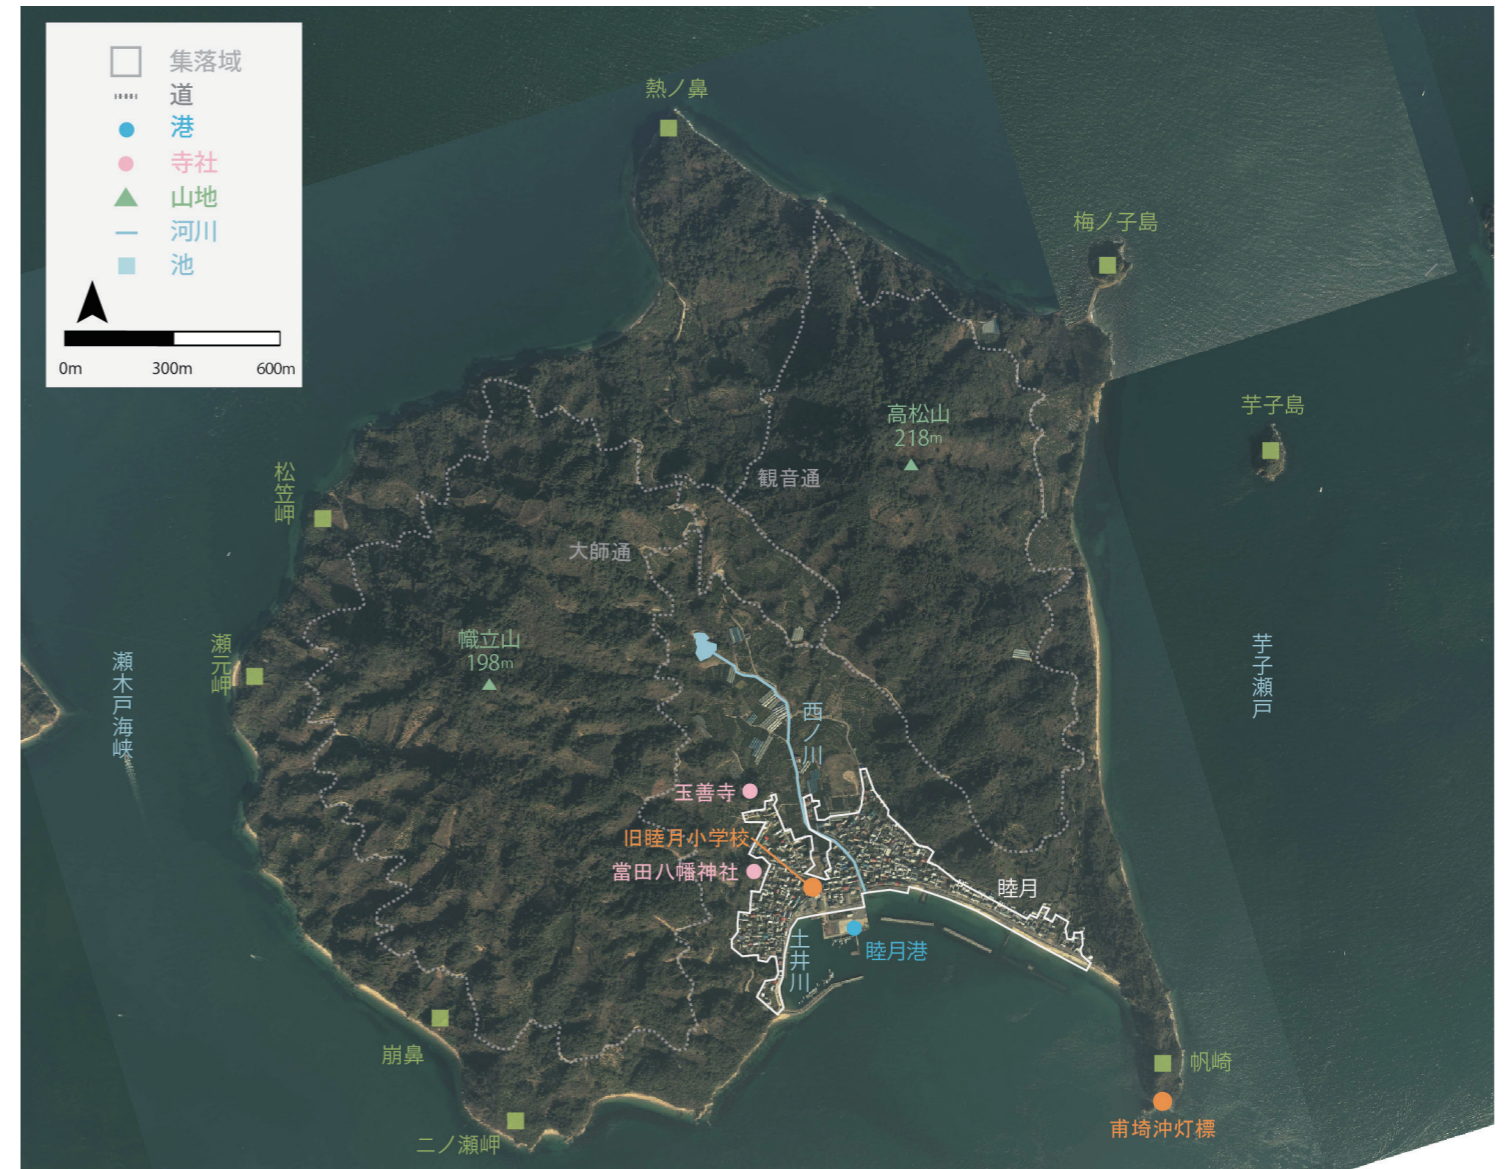 集落域
道
港
寺社
山地
河川
池
0m 300m 600m
熱ノ鼻
梅ノ子島
芋子島
高松山
218m
松笠岬
観音通
大師通
瀬元岬
幟立山
198m
瀬木戸海峡
芋子瀬戸
西ノ川
玉善寺
旧睦月小学校
當田八幡神社
睦月
土井川
睦月港
崩鼻
帆崎
二ノ瀬岬
甫埼沖灯標